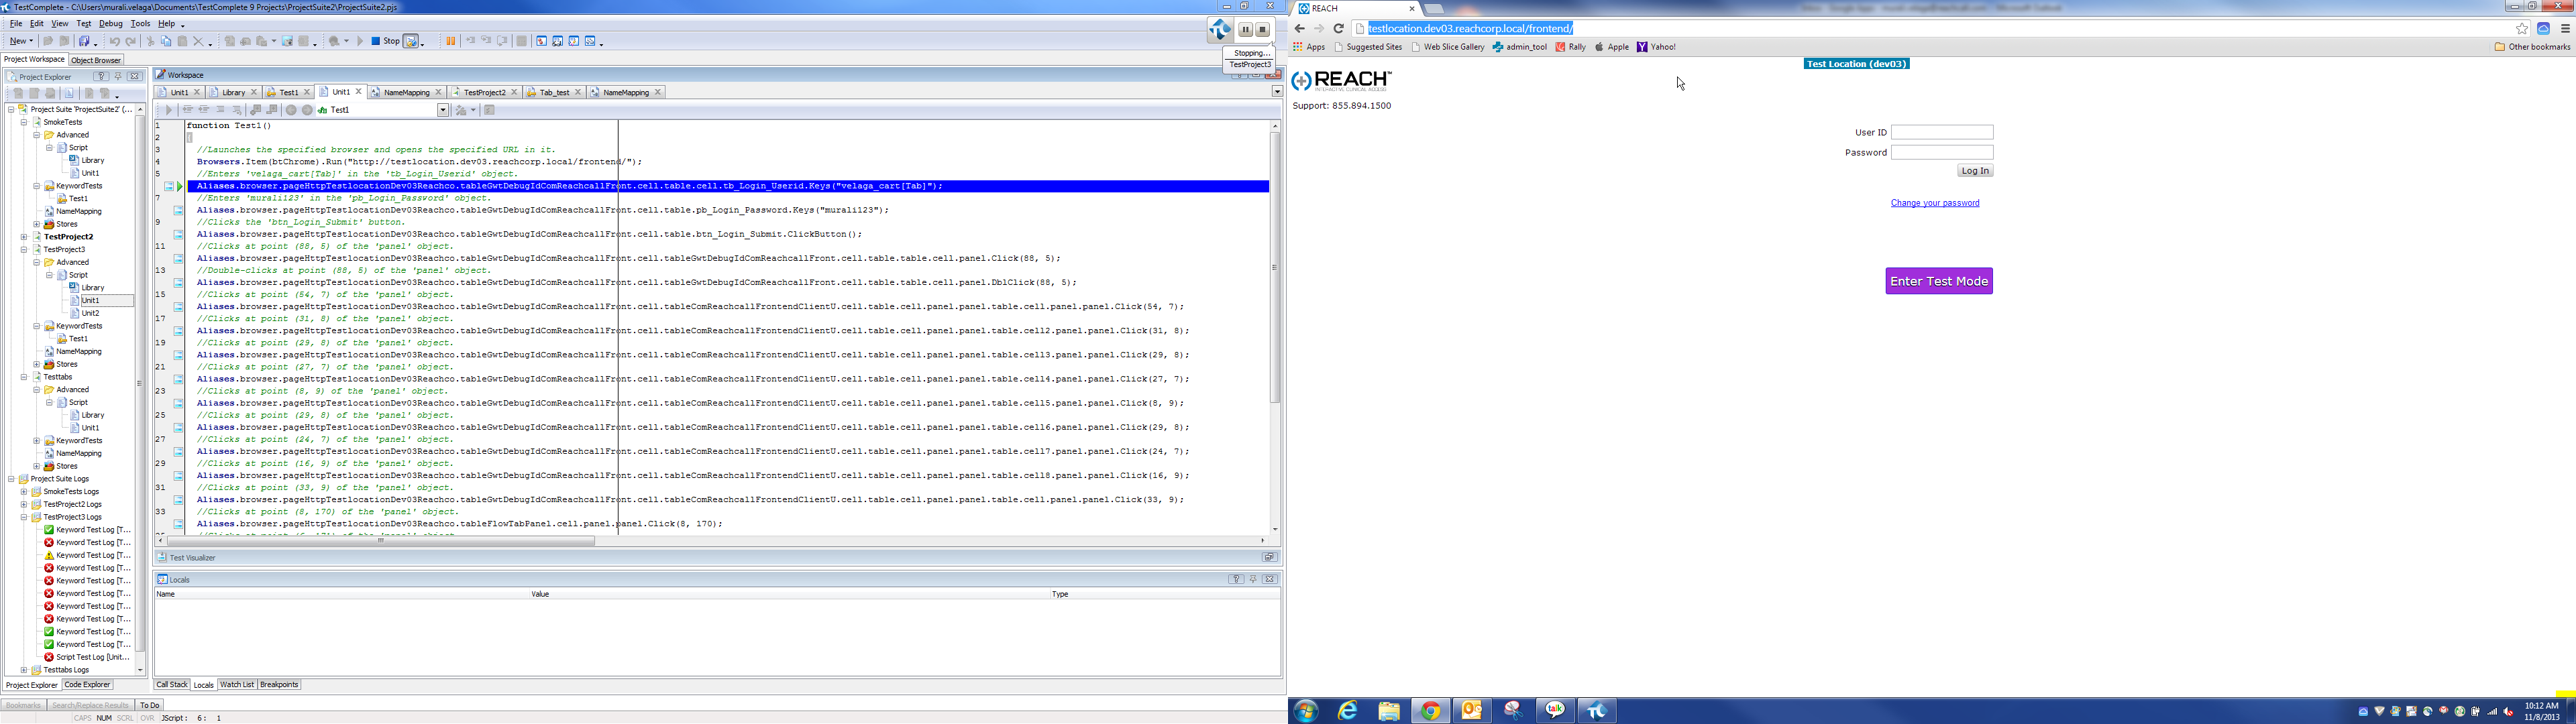 TestComplete - C:\Users\murali.velaga\Documents\TestComplete 9 Projects\ProjectSuite2\ProjectSuite2.pjs
File Edit View Test Debug Tools Help
New Stop
Stopping...
TestProject3
Project Workspace Object Browser
Project Explorer
Project Suite 'ProjectSuite2' (...
SmokeTests
Advanced
Script
Library
Unit1
KeywordTests
Test1
NameMapping
Stores
TestProject2
TestProject3
Advanced
Script
Library
Unit1
Unit2
KeywordTests
Test1
NameMapping
Stores
Testtabs
Advanced
Script
Library
Unit1
KeywordTests
NameMapping
Stores
Project Suite Logs
SmokeTests Logs
TestProject2 Logs
TestProject3 Logs
Keyword Test Log [T...
Keyword Test Log [T...
Keyword Test Log [T...
Keyword Test Log [T...
Keyword Test Log [T...
Keyword Test Log [T...
Keyword Test Log [T...
Keyword Test Log [T...
Keyword Test Log [T...
Keyword Test Log [T...
Script Test Log [Unit...
Testtabs Logs
Project Explorer Code Explorer
Workspace
Unit1 Library Test1 Unit1 NameMapping TestProject2 Tab_test NameMapping
Test1
1 function Test1()
2 {
3 //Launches the specified browser and opens the specified URL in it.
4 Browsers.Item(btChrome).Run("http://testlocation.dev03.reachcorp.local/frontend/");
5 //Enters 'velaga_cart[Tab]' in the 'tb_Login_Userid' object.
Aliases.browser.pageHttpTestlocationDev03Reachco.tableGwtDebugIdComReachcallFront.cell.table.cell.tb_Login_Userid.Keys("velaga_cart[Tab]");
7 //Enters 'murali123' in the 'pb_Login_Password' object.
Aliases.browser.pageHttpTestlocationDev03Reachco.tableGwtDebugIdComReachcallFront.cell.table.pb_Login_Password.Keys("murali123");
9 //Clicks the 'btn_Login_Submit' button.
Aliases.browser.pageHttpTestlocationDev03Reachco.tableGwtDebugIdComReachcallFront.cell.table.btn_Login_Submit.ClickButton();
11 //Clicks at point (88, 5) of the 'panel' object.
Aliases.browser.pageHttpTestlocationDev03Reachco.tableGwtDebugIdComReachcallFront.cell.tableGwtDebugIdComReachcallFront.cell.table.table.cell.panel.Click(88, 5);
13 //Double-clicks at point (88, 5) of the 'panel' object.
Aliases.browser.pageHttpTestlocationDev03Reachco.tableGwtDebugIdComReachcallFront.cell.tableGwtDebugIdComReachcallFront.cell.table.table.cell.panel.DblClick(88, 5);
15 //Clicks at point (54, 7) of the 'panel' object.
Aliases.browser.pageHttpTestlocationDev03Reachco.tableGwtDebugIdComReachcallFront.cell.tableComReachcallFrontendClientU.cell.table.cell.panel.panel.table.cell.panel.panel.Click(54, 7);
17 //Clicks at point (31, 8) of the 'panel' object.
Aliases.browser.pageHttpTestlocationDev03Reachco.tableGwtDebugIdComReachcallFront.cell.tableComReachcallFrontendClientU.cell.table.cell.panel.panel.table.cell2.panel.panel.Click(31, 8);
19 //Clicks at point (29, 8) of the 'panel' object.
Aliases.browser.pageHttpTestlocationDev03Reachco.tableGwtDebugIdComReachcallFront.cell.tableComReachcallFrontendClientU.cell.table.cell.panel.panel.table.cell3.panel.panel.Click(29, 8);
21 //Clicks at point (27, 7) of the 'panel' object.
Aliases.browser.pageHttpTestlocationDev03Reachco.tableGwtDebugIdComReachcallFront.cell.tableComReachcallFrontendClientU.cell.table.cell.panel.panel.table.cell4.panel.panel.Click(27, 7);
23 //Clicks at point (8, 9) of the 'panel' object.
Aliases.browser.pageHttpTestlocationDev03Reachco.tableGwtDebugIdComReachcallFront.cell.tableComReachcallFrontendClientU.cell.table.cell.panel.panel.table.cell5.panel.panel.Click(8, 9);
25 //Clicks at point (29, 8) of the 'panel' object.
Aliases.browser.pageHttpTestlocationDev03Reachco.tableGwtDebugIdComReachcallFront.cell.tableComReachcallFrontendClientU.cell.table.cell.panel.panel.table.cell6.panel.panel.Click(29, 8);
27 //Clicks at point (24, 7) of the 'panel' object.
Aliases.browser.pageHttpTestlocationDev03Reachco.tableGwtDebugIdComReachcallFront.cell.tableComReachcallFrontendClientU.cell.table.cell.panel.panel.table.cell7.panel.panel.Click(24, 7);
29 //Clicks at point (16, 9) of the 'panel' object.
Aliases.browser.pageHttpTestlocationDev03Reachco.tableGwtDebugIdComReachcallFront.cell.tableComReachcallFrontendClientU.cell.table.cell.panel.panel.table.cell8.panel.panel.Click(16, 9);
31 //Clicks at point (33, 9) of the 'panel' object.
Aliases.browser.pageHttpTestlocationDev03Reachco.tableGwtDebugIdComReachcallFront.cell.tableComReachcallFrontendClientU.cell.table.cell.panel.panel.table.cell.panel.panel.Click(33, 9);
33 //Clicks at point (8, 170) of the 'panel' object.
Aliases.browser.pageHttpTestlocationDev03Reachco.tableFlowTabPanel.cell.panel.panel.Click(8, 170);
Test Visualizer
Locals
Name Value Type
Call Stack Locals Watch List Breakpoints
Bookmarks Search/Replace Results To Do
CAPS NUM SCRL OVR JScript: 6: 1
REACH
testlocation.dev03.reachcorp.local/frontend/
Apps Suggested Sites Web Slice Gallery admin_tool Rally Apple Yahoo! Other bookmarks
Test Location (dev03)
REACH™
INTERACTIVE CLINICAL ACCESS
Support: 855.894.1500
User ID
Password
Log In
Change your password
Enter Test Mode
talk
10:12 AM
11/8/2013